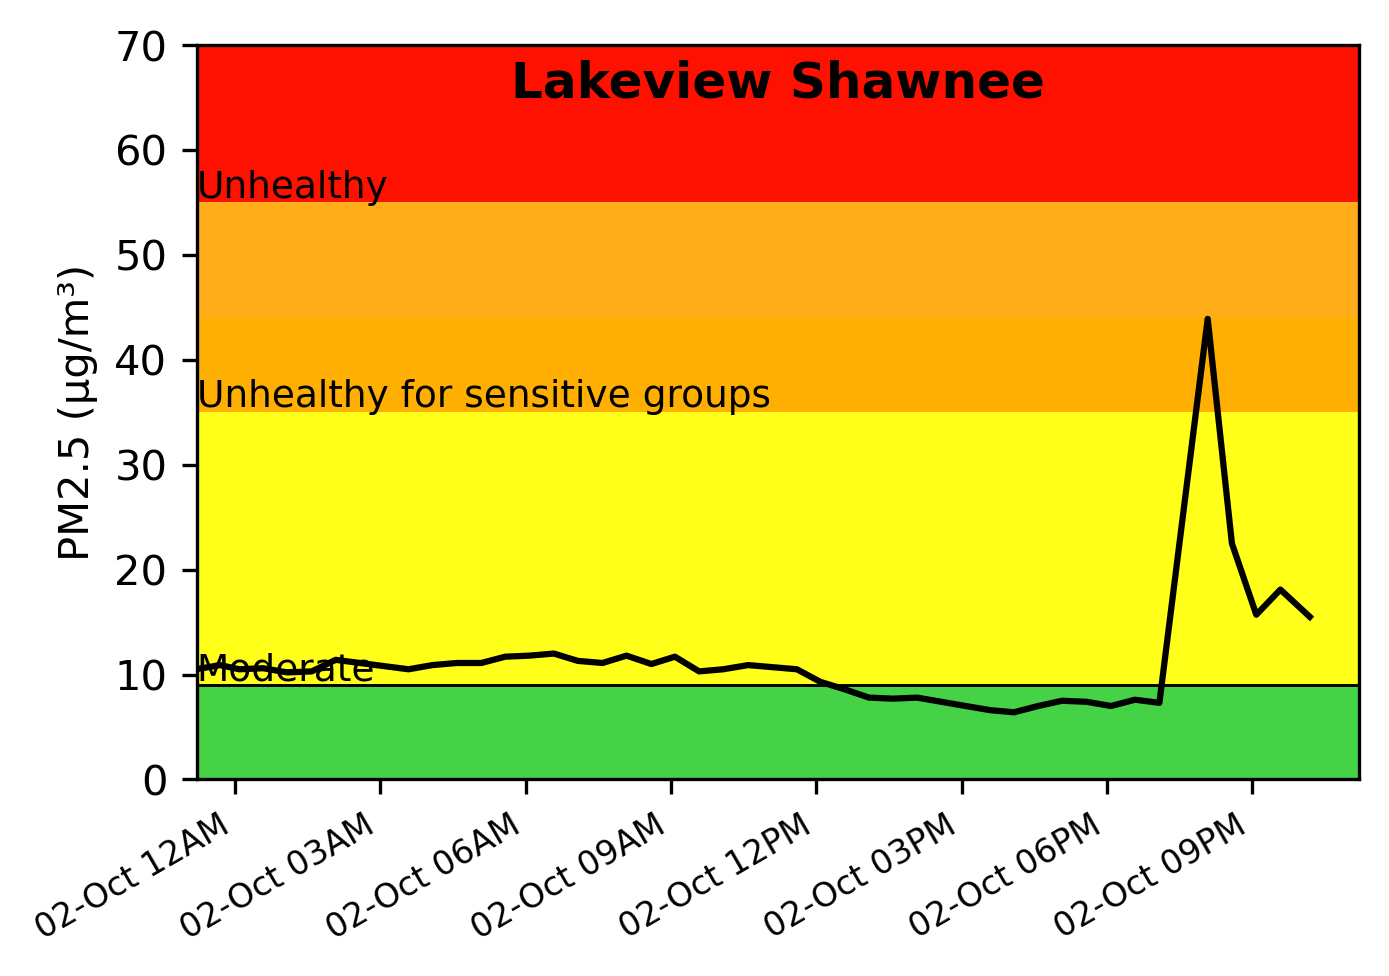 Lakeview Shawnee
PM2.5 (µg/m³)
70
60
50
40
30
20
10
0
Unhealthy
Unhealthy for sensitive groups
Moderate
02-Oct 12AM
02-Oct 03AM
02-Oct 06AM
02-Oct 09AM
02-Oct 12PM
02-Oct 03PM
02-Oct 06PM
02-Oct 09PM